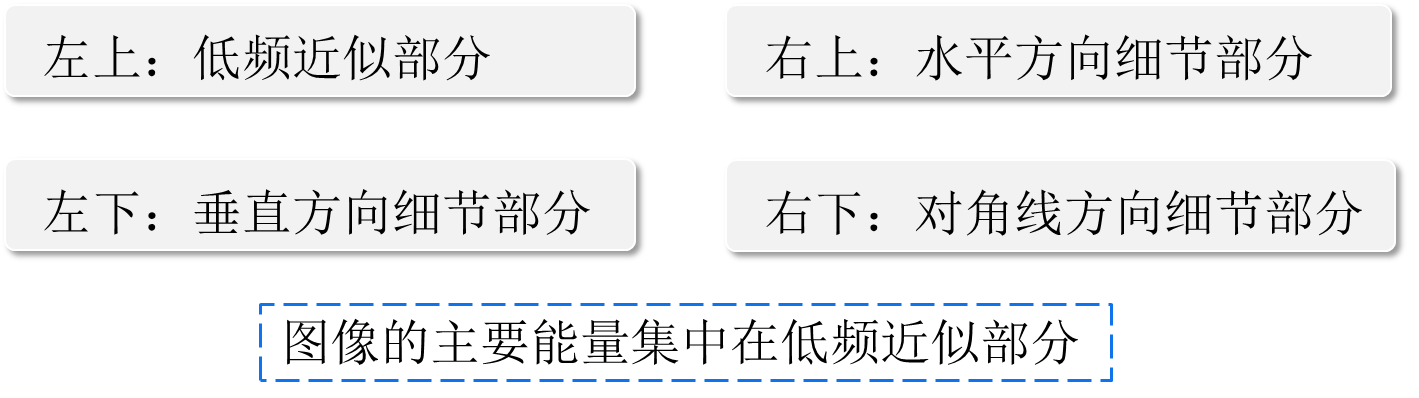 左上：低频近似部分
右上：水平方向细节部分
左下：垂直方向细节部分
右下：对角线方向细节部分
图像的主要能量集中在低频近似部分